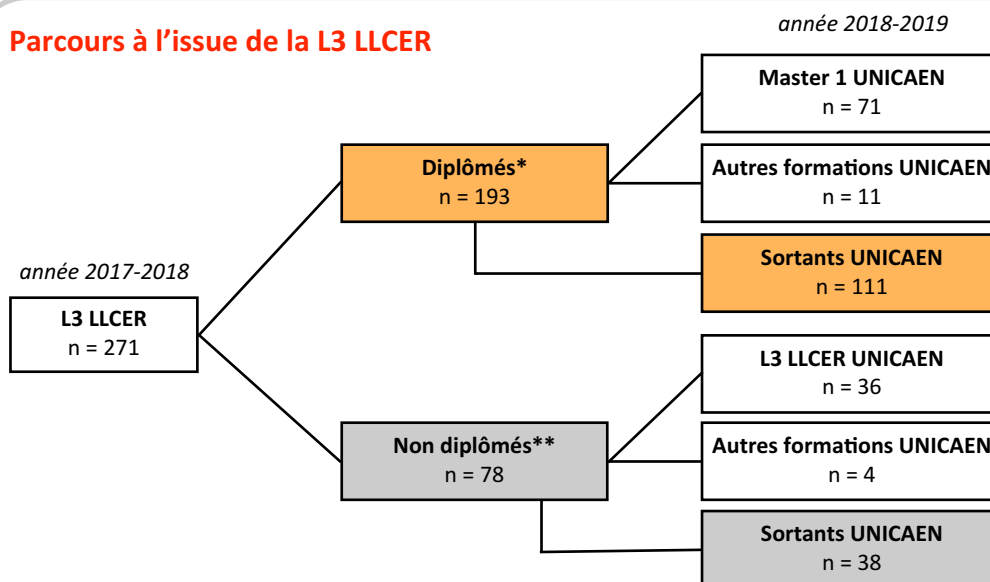 Parcours à l’issue de la L3 LLCER
année 2018-2019
Master 1 UNICAEN
n = 71
Diplômés*
n = 193
Autres formations UNICAEN
n = 11
Sortants UNICAEN
n = 111
année 2017-2018
L3 LLCER
n = 271
L3 LLCER UNICAEN
n = 36
Non diplômés**
n = 78
Autres formations UNICAEN
n = 4
Sortants UNICAEN
n = 38